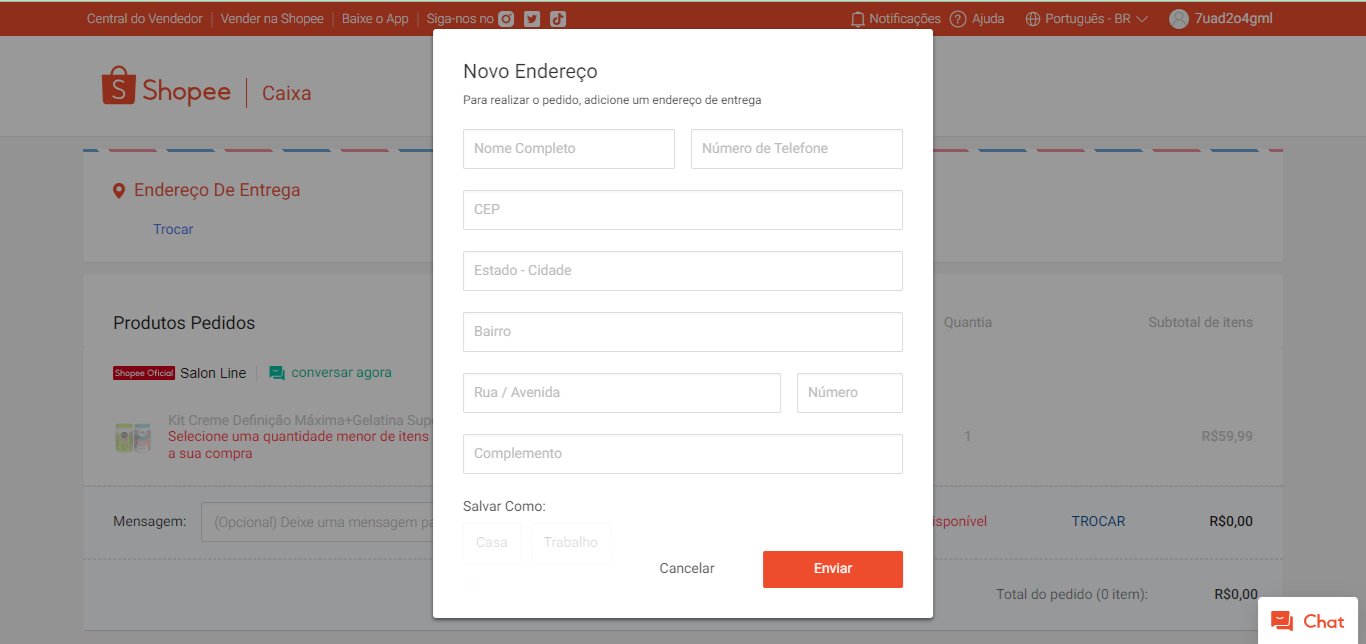 Central do Vendedor | Vender na Shopee | Baixe o App | Siga-nos no
Notificações Ajuda Português - BR 7uad2o4gml
Shopee | Caixa
Novo Endereço
Para realizar o pedido, adicione um endereço de entrega
Nome Completo
Número de Telefone
CEP
Estado - Cidade
Bairro
Rua / Avenida
Número
Complemento
Salvar Como:
Casa
Trabalho
Cancelar
Enviar
Endereço De Entrega
Trocar
Produtos Pedidos
Quantia
Subtotal de itens
Shopee Oficial Salon Line | conversar agora
Kit Creme Definição Máxima+Gelatina Supe
Selecione uma quantidade menor de itens
a sua compra
1
R$59,99
Mensagem:
(Opcional) Deixe uma mensagem pa
isponível
TROCAR
R$0,00
Total do pedido (0 item):
R$0,00
Chat